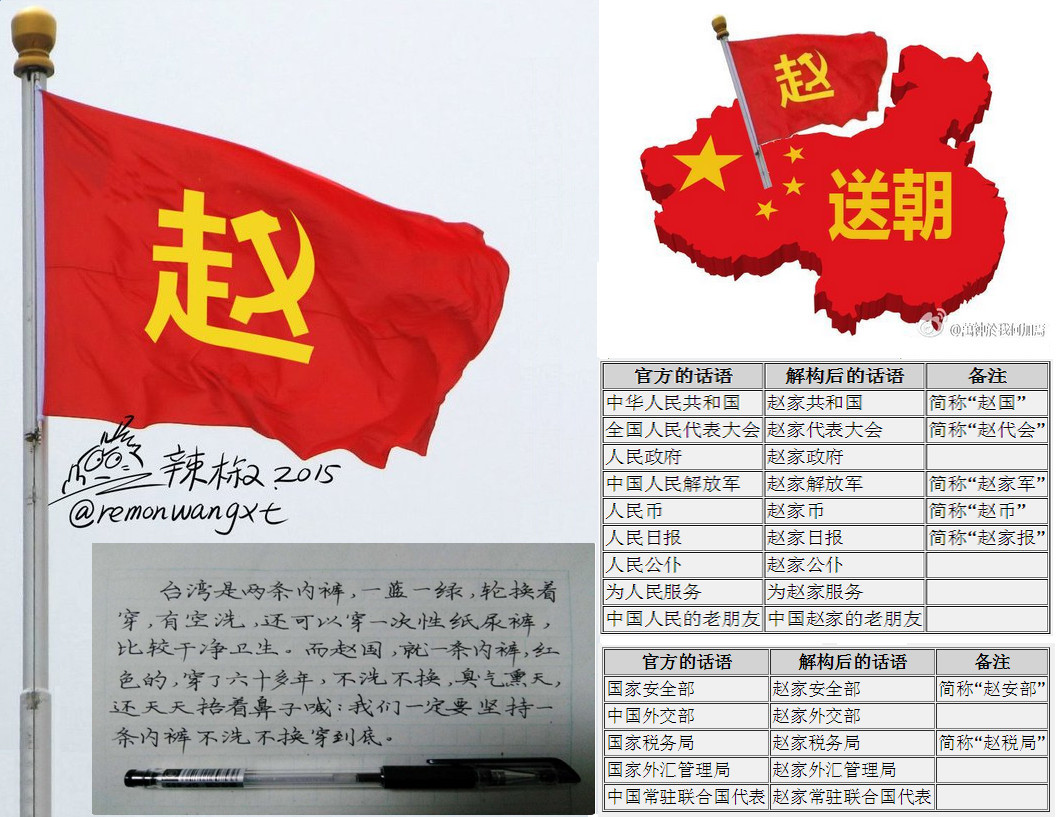 赵
辣椒 2015
@remonwangxt
台湾是两条内裤，一蓝一绿，轮换着
穿，有空洗，还可以穿一次性纸尿裤，
比较干净卫生。而赵国，就一条内裤，红
色的，穿了六十多年，不洗不换，臭气熏天，
还天天捂着鼻子喊：我们一定要坚持一
条内裤不洗不换穿到底。
赵
送朝
官方的话语 解构后的话语 备注
中华人民共和国 赵家共和国 简称“赵国”
全国人民代表大会 赵家代表大会 简称“赵代会”
人民政府 赵家政府
中国人民解放军 赵家解放军 简称“赵家军”
人民币 赵家币 简称“赵币”
人民日报 赵家日报 简称“赵家报”
人民公仆 赵家公仆
为人民服务 为赵家服务
中国人民的老朋友 中国赵家的老朋友
官方的话语 解构后的话语 备注
国家安全部 赵家安全部 简称“赵安部”
中国外交部 赵家外交部
国家税务局 赵家税务局 简称“赵税局”
国家外汇管理局 赵家外汇管理局
中国常驻联合国代表 赵家常驻联合国代表